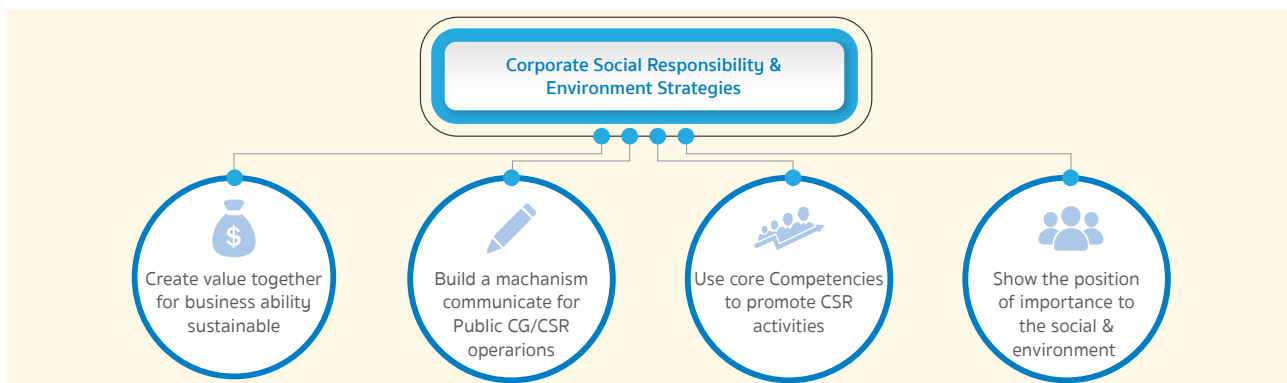 Corporate Social Responsibility &
Environment Strategies
$
Create value together
for business ability
sustainable
Build a machanism
communicate for
Public CG/CSR
operarions
Use core Competencies
to promote CSR
activities
Show the position
of importance to
the social &
environment